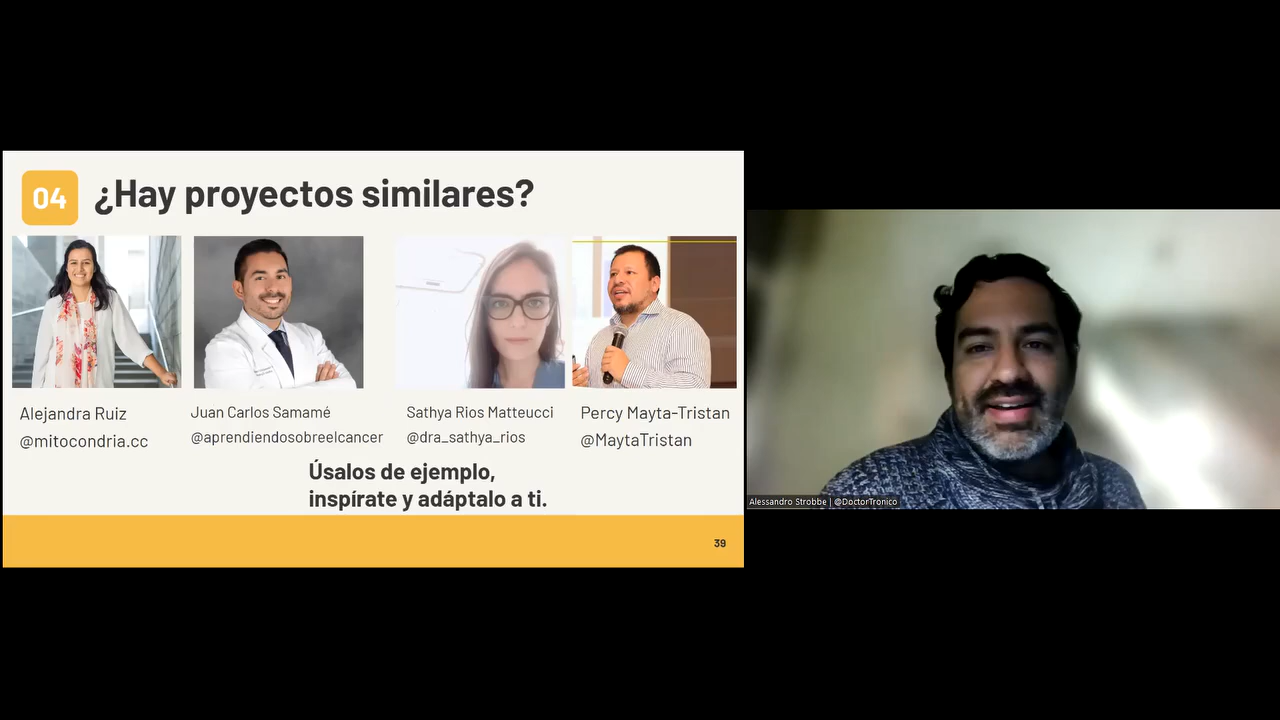 04
¿Hay proyectos similares?
Alejandra Ruiz
@mitocondria.cc
Juan Carlos Samamé
@aprendiendosobreelcancer
Sathya Rios Matteucci
@dra_sathya_rios
Percy Mayta-Tristan
@MaytaTristan
Úsalos de ejemplo,
inspírate y adáptalo a ti.
39
Alessandro Strobbe | @DoctorTronico